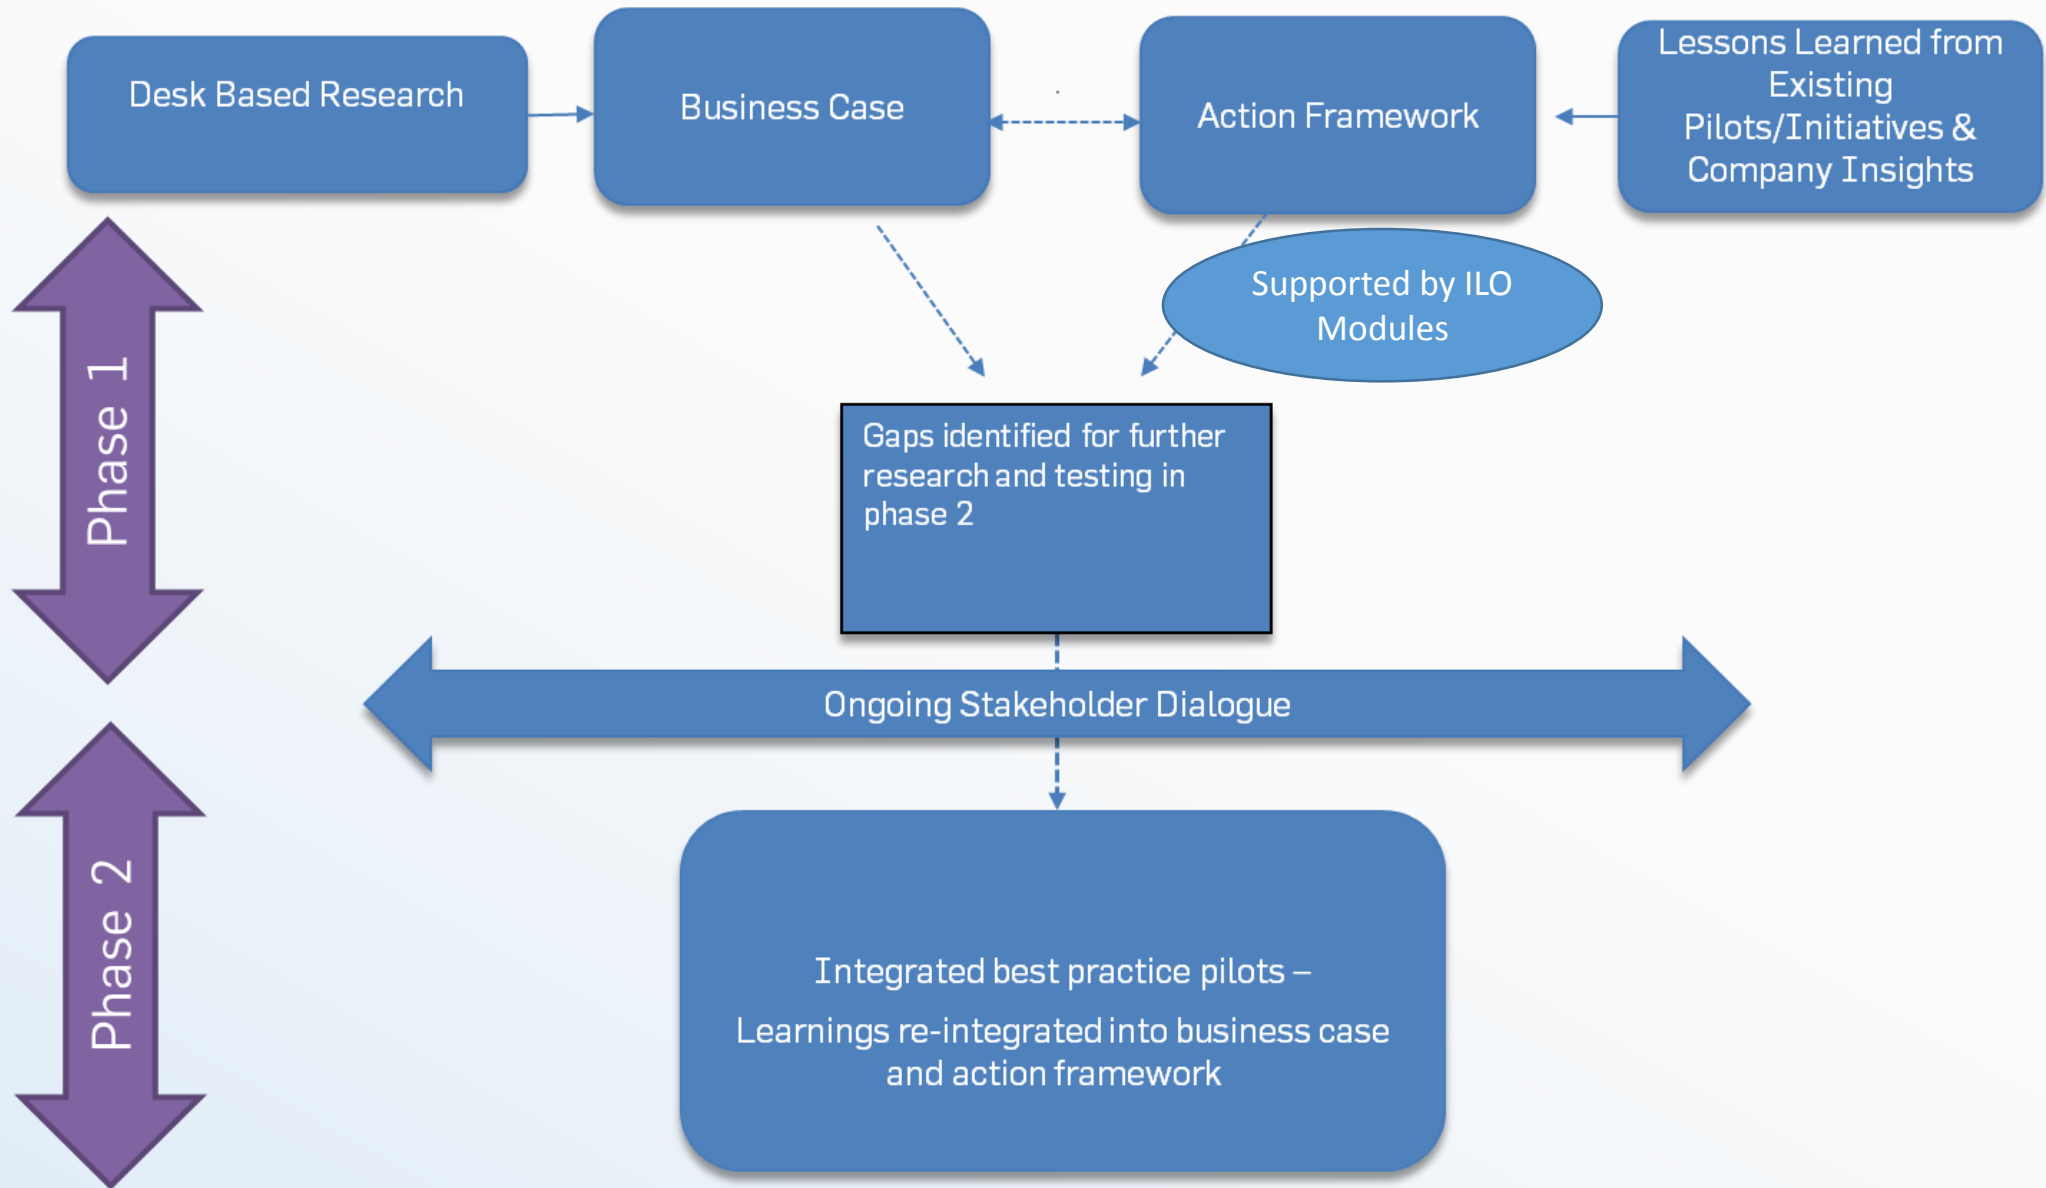 Desk Based Research
Business Case
Action Framework
Lessons Learned from
Existing
Pilots/Initiatives &
Company Insights
Supported by ILO
Modules
Phase 1
Gaps identified for further
research and testing in
phase 2
Ongoing Stakeholder Dialogue
Phase 2
Integrated best practice pilots –
Learnings re-integrated into business case
and action framework